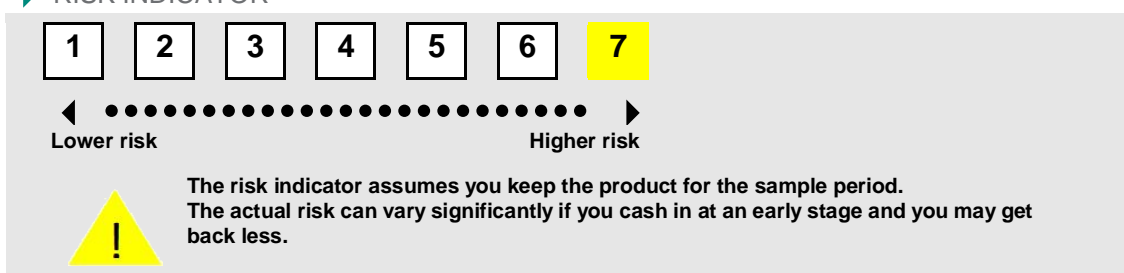 RISK INDICATOR
1 2 3 4 5 6 7
Lower risk Higher risk
The risk indicator assumes you keep the product for the sample period.
The actual risk can vary significantly if you cash in at an early stage and you may get
back less.
!